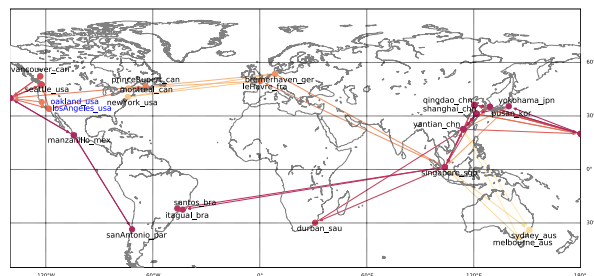 vancouver_can
seattle_usa
oakland_usa
losAngeles_usa
manzanillo_mex
princeRupert_can
montreal_can
newYork_usa
bremerhaven_ger
leHavre_fra
qingdao_chn
yokohama_jpn
shanghai_chn
busan_kor
yantian_chn
singapore_sgp
santos_bra
itaguai_bra
sanAntonio_par
durban_sau
sydney_aus
melbourne_aus
120°W
60°W
0°
60°E
120°E
180°
60°
30°
0°
30°